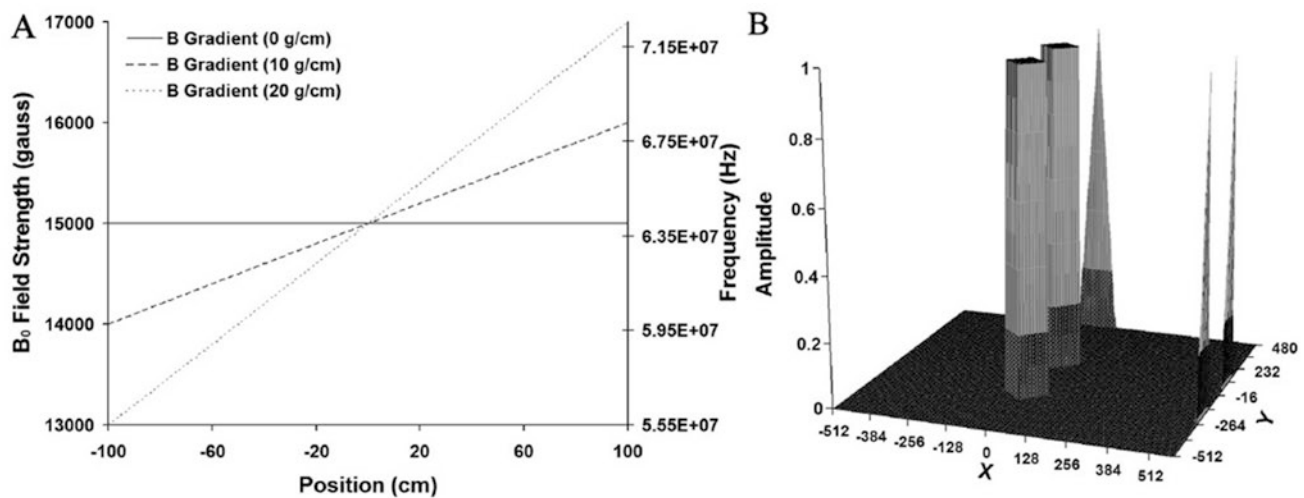 A
B₀ Field Strength (gauss)
17000
16000
15000
14000
13000
B Gradient (0 g/cm)
B Gradient (10 g/cm)
B Gradient (20 g/cm)
7.15E+07
6.75E+07
6.35E+07
5.95E+07
5.55E+07
Frequency (Hz)
-100 -60 -20 20 60 100
Position (cm)
B
Amplitude
1
0.8
0.6
0.4
0.2
0
-512 -384 -256 -128 0 128 256 384 512
X
480
232
-16
-264
-512
Y